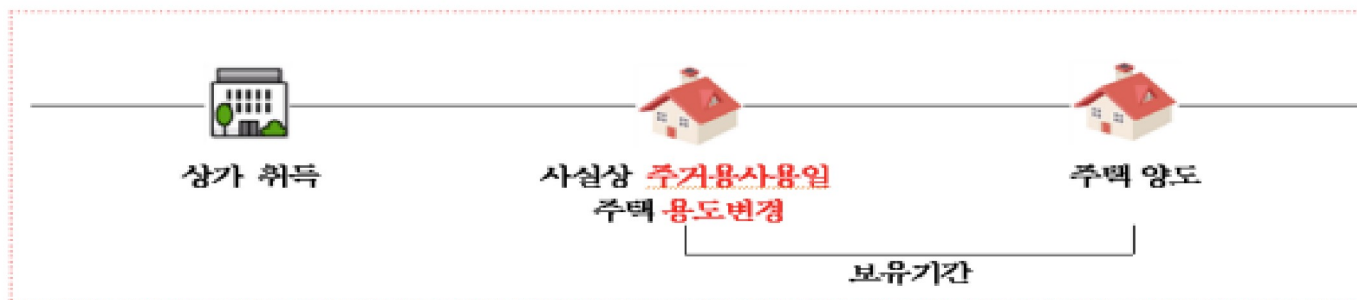 상가 취득
사실상 주거용사용일
주택 용도변경
주택 양도
보유기간